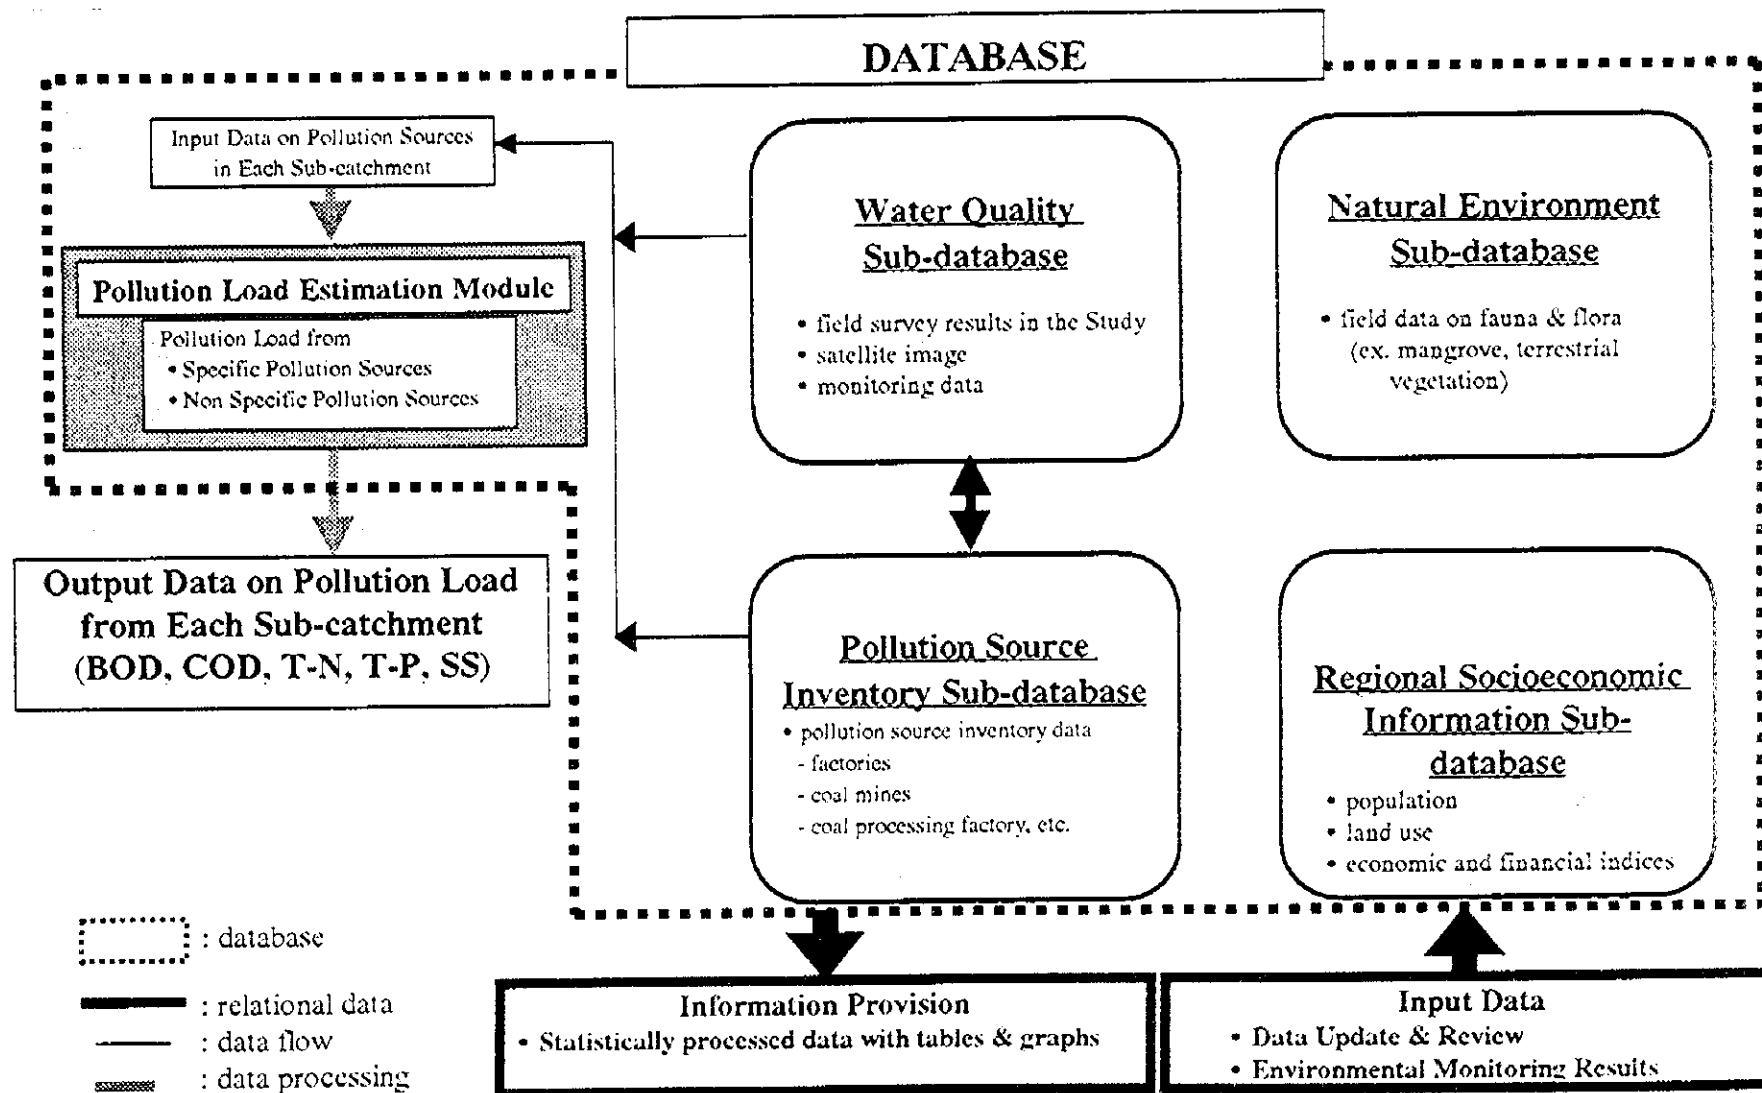 DATABASE
Input Data on Pollution Sources
in Each Sub-catchment
Pollution Load Estimation Module
Pollution Load from
• Specific Pollution Sources
• Non Specific Pollution Sources
Output Data on Pollution Load
from Each Sub-catchment
(BOD, COD, T-N, T-P, SS)
Water Quality
Sub-database
• field survey results in the Study
• satellite image
• monitoring data
Natural Environment
Sub-database
• field data on fauna & flora
(ex. mangrove, terrestrial
vegetation)
Pollution Source
Inventory Sub-database
• pollution source inventory data
- factories
- coal mines
- coal processing factory, etc.
Regional Socioeconomic
Information Sub-
database
• population
• land use
• economic and financial indices
: database
: relational data
: data flow
: data processing
Information Provision
• Statistically processed data with tables & graphs
Input Data
• Data Update & Review
• Environmental Monitoring Results